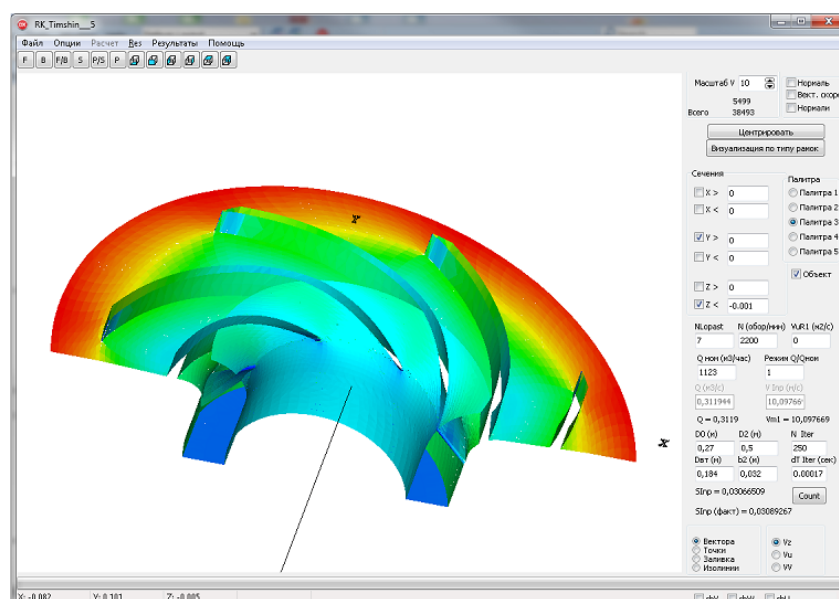 RK_Timshin__5
Файл Опции Расчет Вез Результаты Помощь
F B F/B S P/S P
Масштаб V 10
Нормаль
Вект. скоро
Нормали
5499
Всего 38493
Центрировать
Визуализация по типу рамок
Сечения
X > 0
X < 0
Y > 0
Y < 0
Z > 0
Z < -0.001
Палитра
Палитра 1
Палитра 2
Палитра 3
Палитра 4
Палитра 5
Объект
Y
X
NLopast N (обор/мин) VuR1 (м2/с)
7 2200 0
Q ном (м3/час) Режим Q/Qном
1123 1
Q (м3/с) V Inp (м/с)
0,311944 10,09766
Q = 0,3119 Vm1 = 10,097669
D0 (м) D2 (м) N Iter
0,27 0,5 250
Dвт (м) b2 (м) dT Iter (сек)
0,184 0,032 0.00017
SInp = 0,03066509
Count
SInp (факт) = 0,03089267
Вектора
Точки
Заливка
Изолинии
Vz
Vu
VV
X: -0.082 Y: 0.101 Z: -0.005